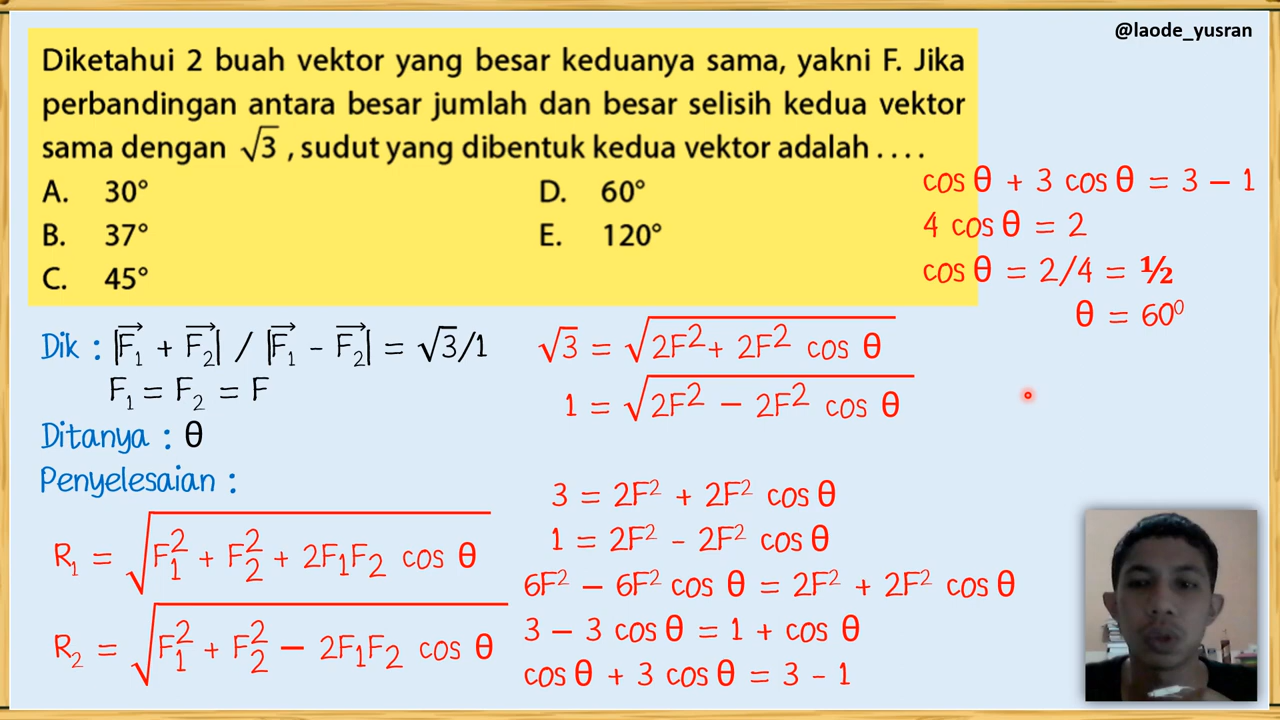 @laode_yusran
Diketahui 2 buah vektor yang besar keduanya sama, yakni F. Jika
perbandingan antara besar jumlah dan besar selisih kedua vektor
sama dengan √3 , sudut yang dibentuk kedua vektor adalah . . . .
A. 30°
B. 37°
C. 45°
D. 60°
E. 120°
Dik : |F₁⃗ + F₂⃗| / |F₁⃗ - F₂⃗| = √3/1
F₁ = F₂ = F
Ditanya : θ
Penyelesaian :
R₁ = √(F₁² + F₂² + 2F₁F₂ cos θ)
R₂ = √(F₁² + F₂² − 2F₁F₂ cos θ)
√3 = √(2F² + 2F² cos θ)
1 = √(2F² − 2F² cos θ)
3 = 2F² + 2F² cos θ
1 = 2F² - 2F² cos θ
6F² − 6F² cos θ = 2F² + 2F² cos θ
3 − 3 cos θ = 1 + cos θ
cos θ + 3 cos θ = 3 - 1
cos θ + 3 cos θ = 3 − 1
4 cos θ = 2
cos θ = 2/4 = ½
θ = 60⁰